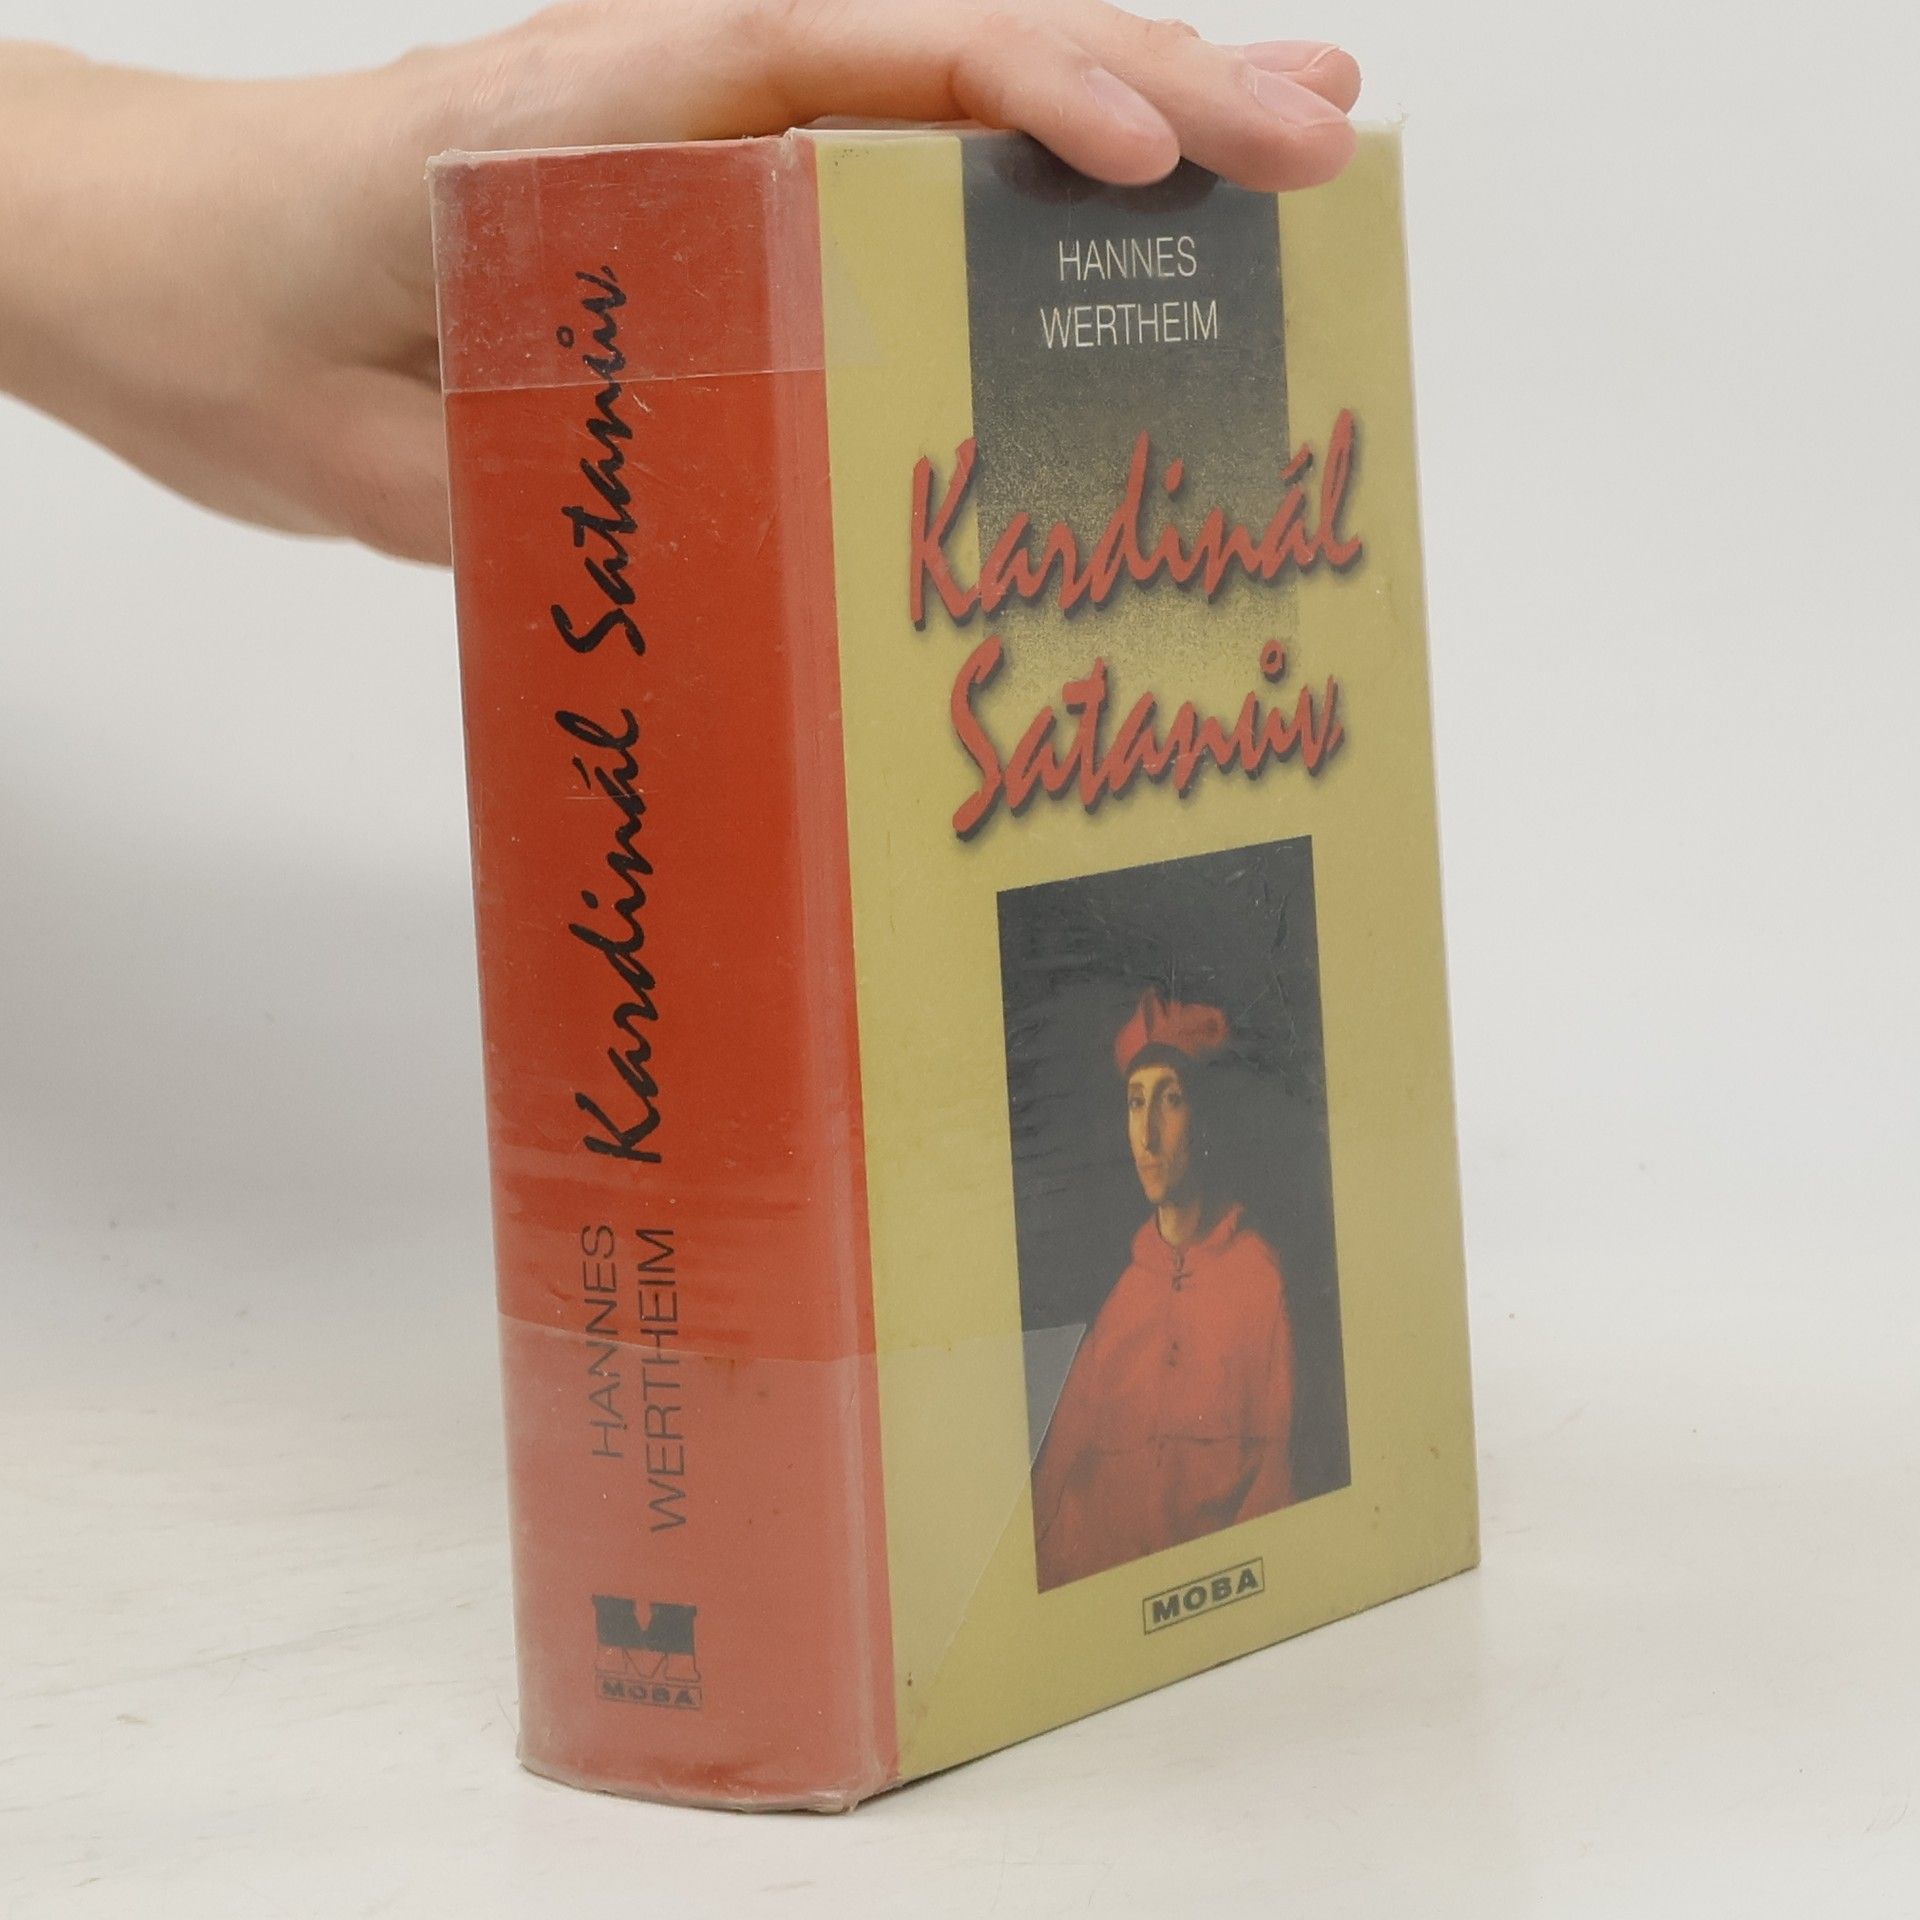 HANNES
WERTHEIM
Kardinál Satanův
MOBA
HANNES
WERTHEIM
Kardinál
Satanův
MOBA